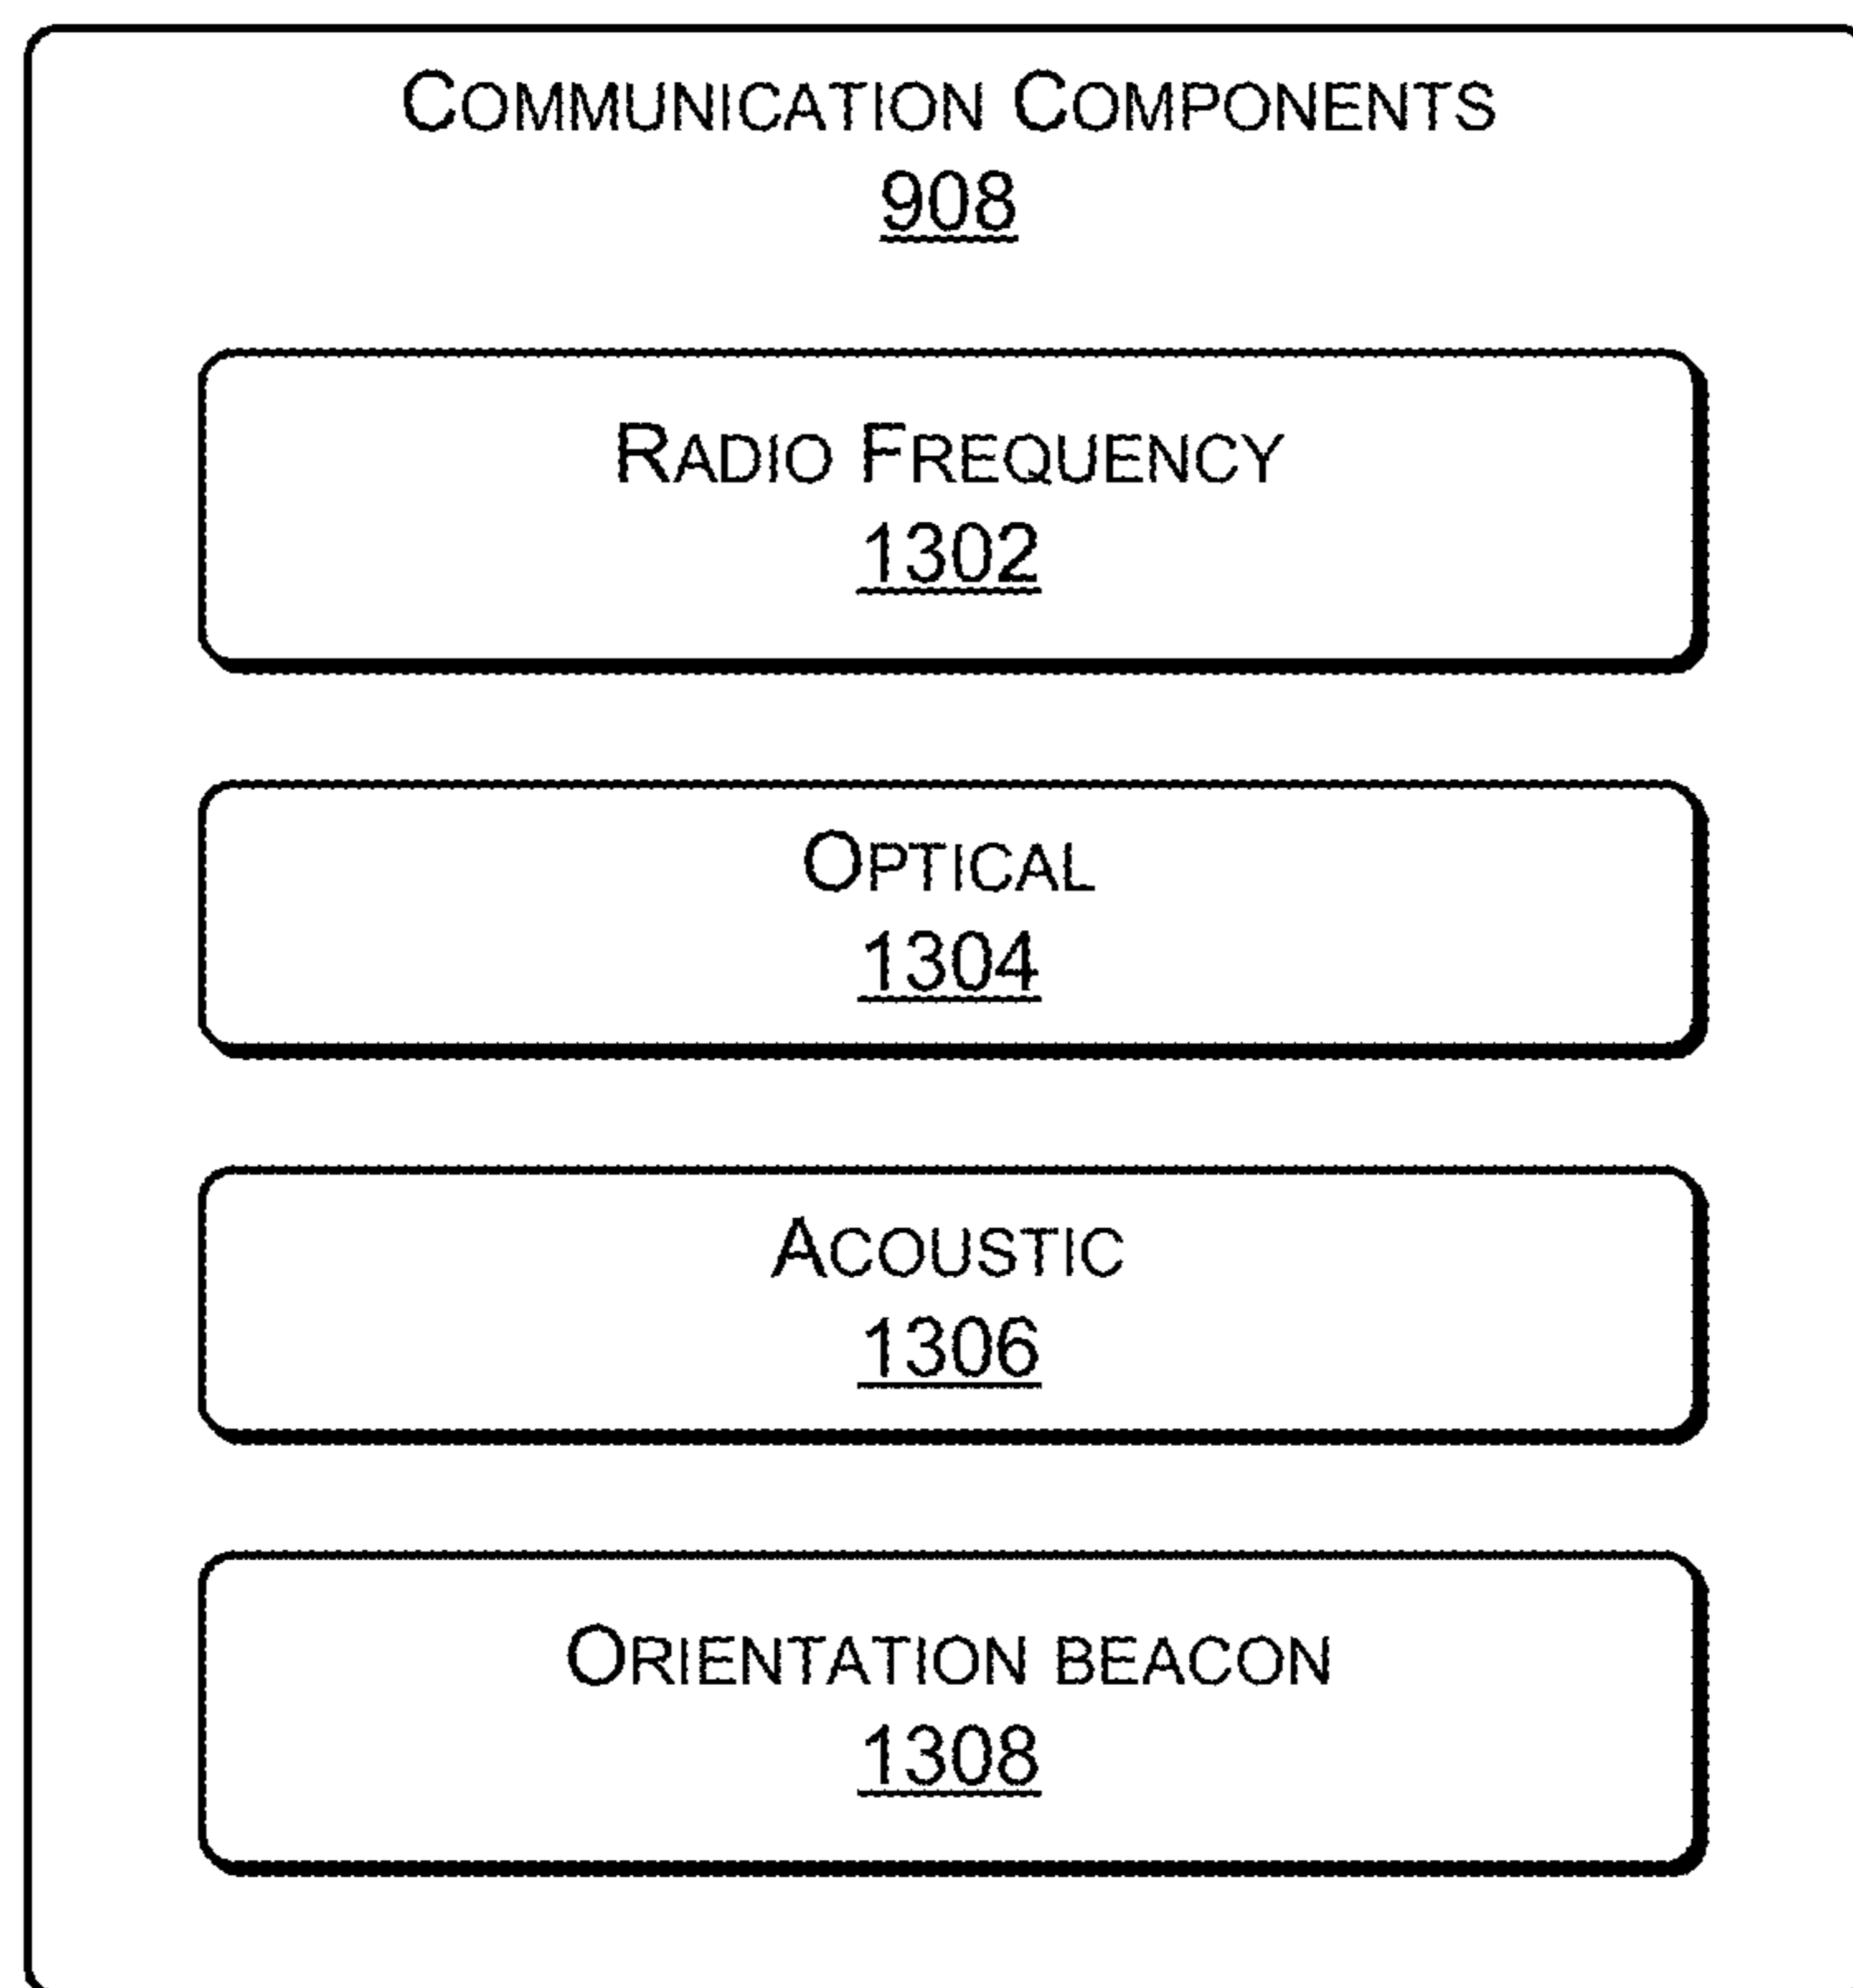 COMMUNICATION COMPONENTS
908
RADIO FREQUENCY
1302
OPTICAL
1304
ACOUSTIC
1306
ORIENTATION BEACON
1308